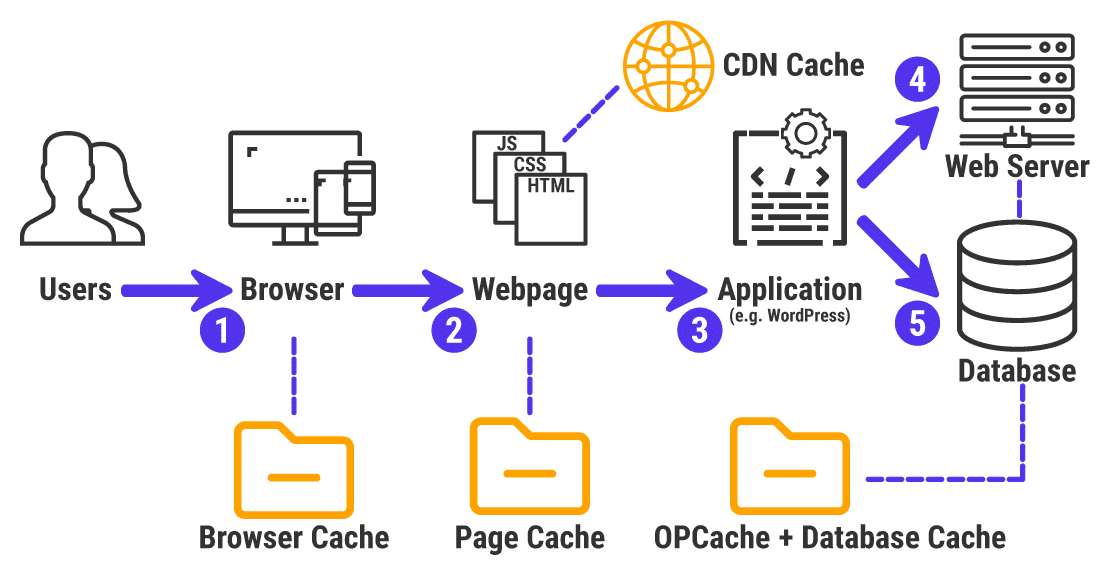 CDN Cache
4
JS
CSS
HTML
</>
Web Server
Users
Browser
Webpage
Application
(e.g. WordPress)
1
2
3
5
Database
Browser Cache
Page Cache
OPCache + Database Cache